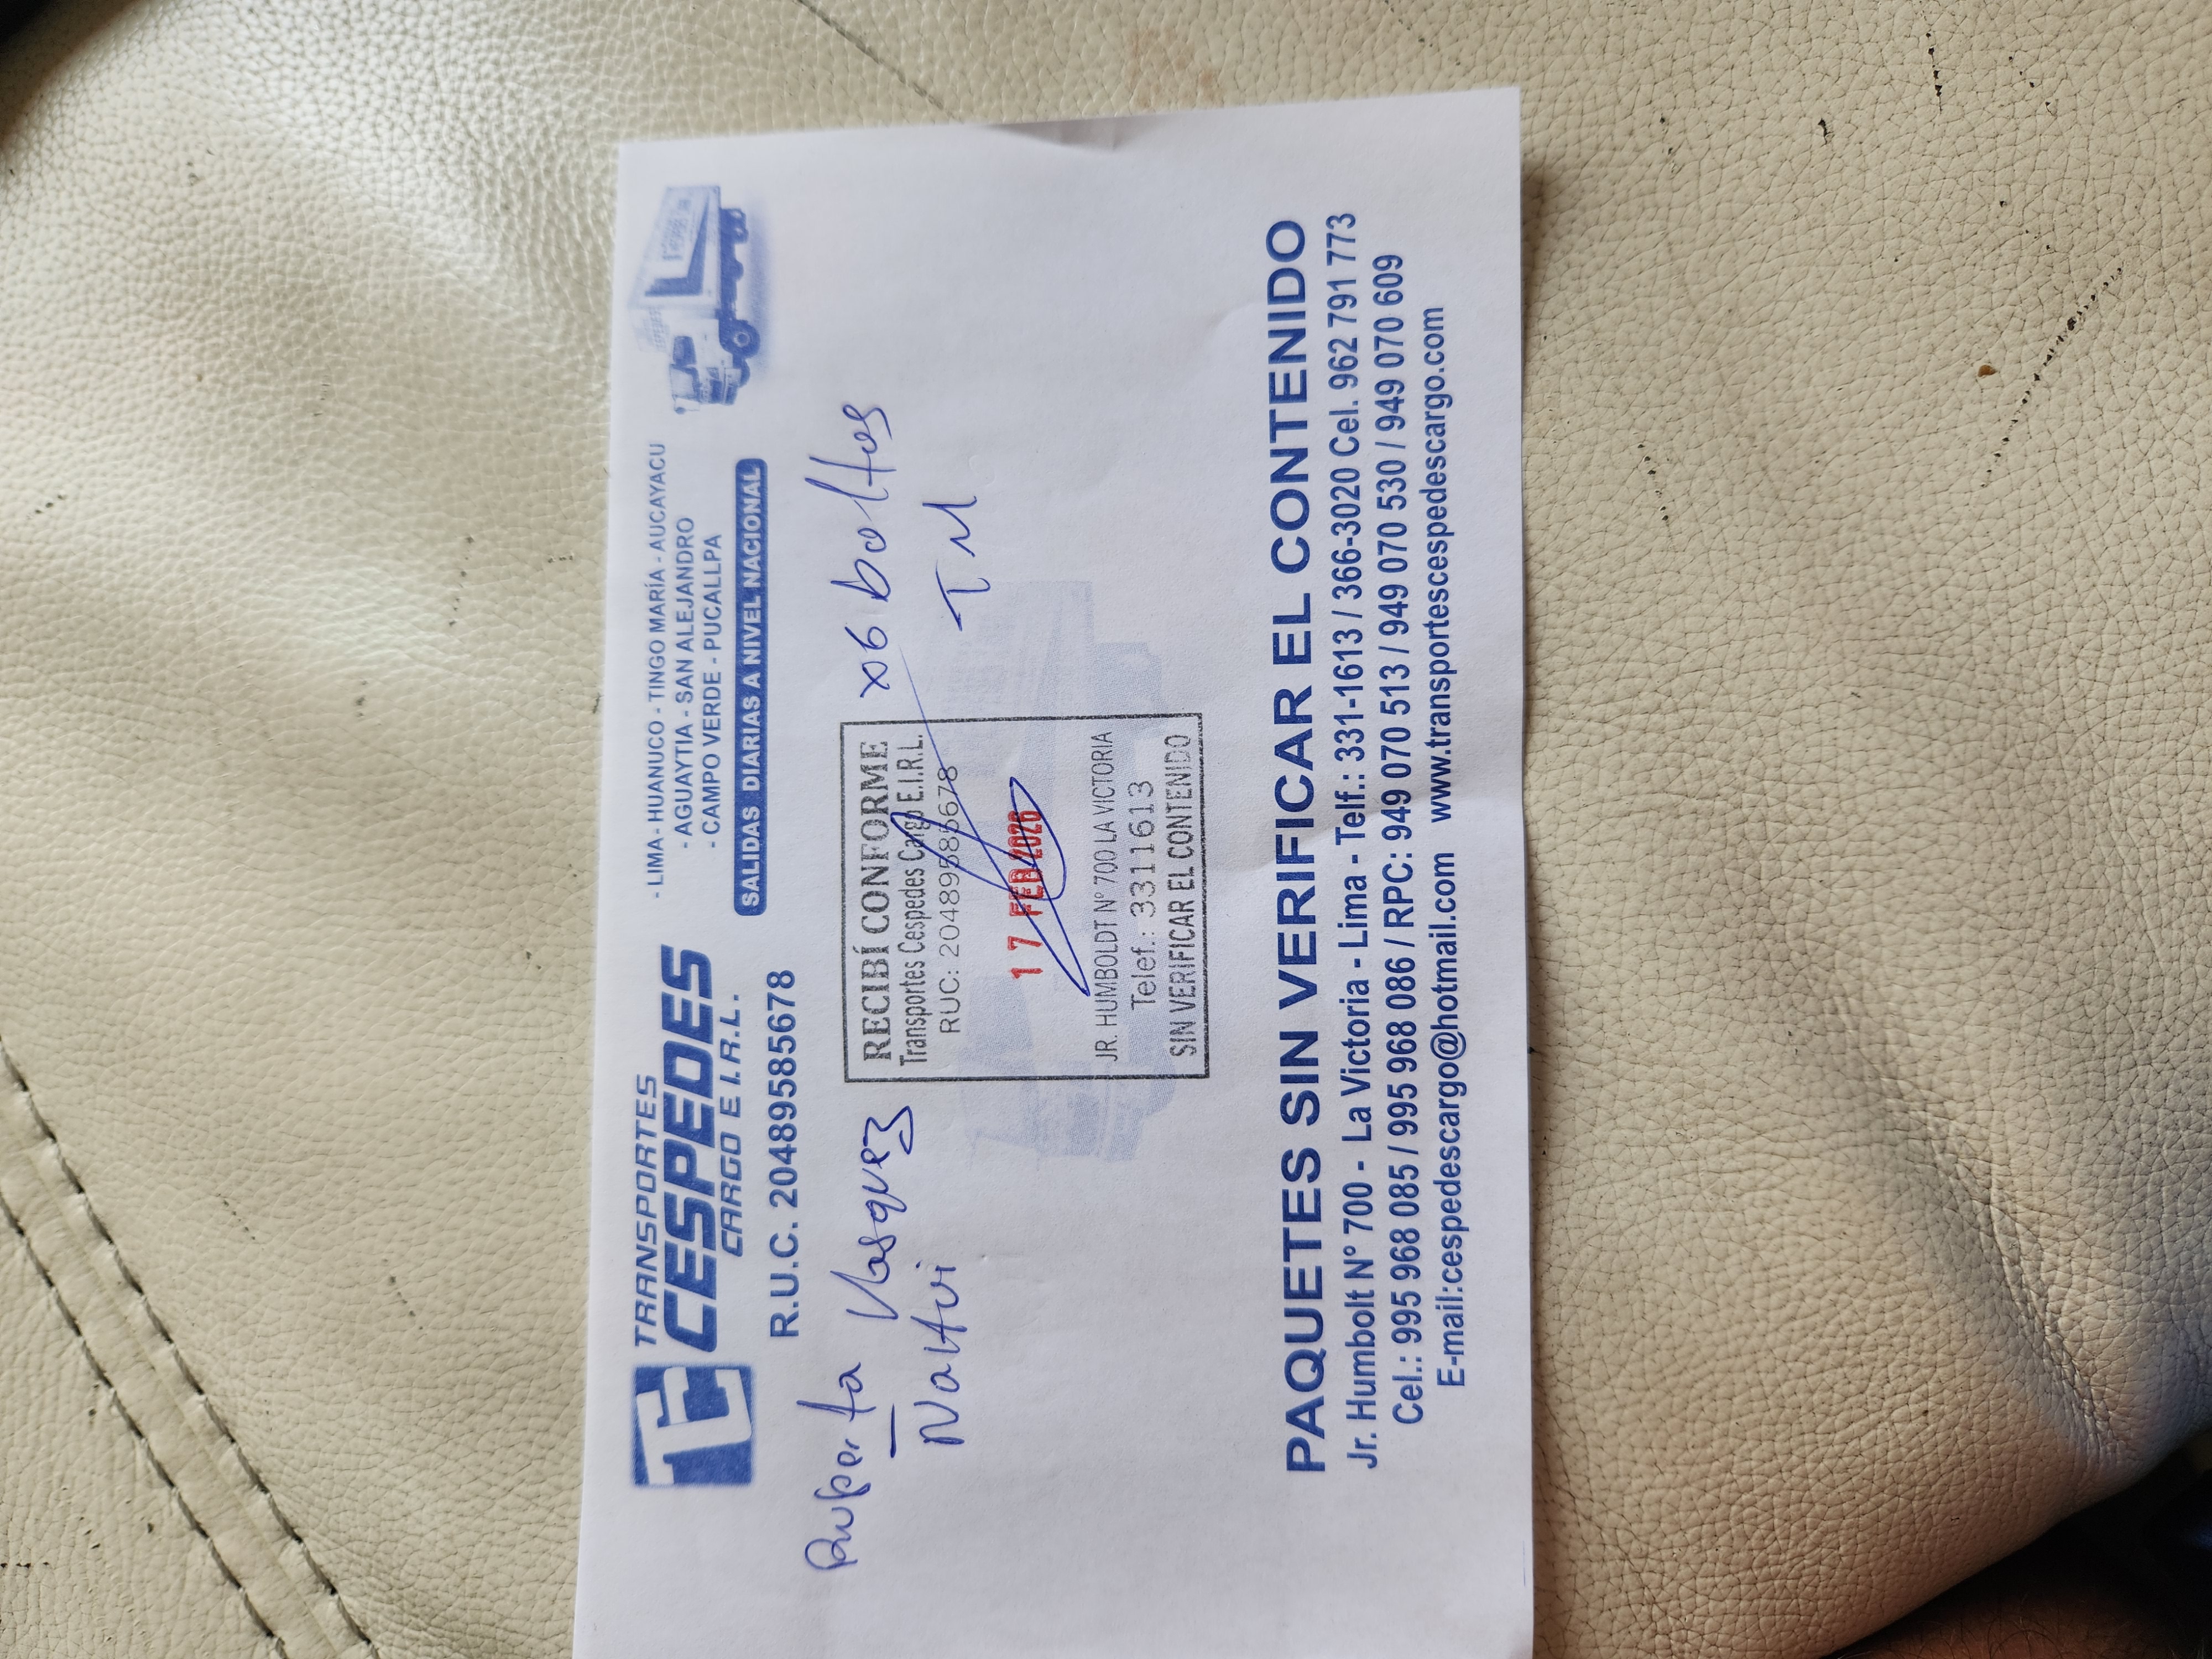 TRANSPORTES
CESPEDES
CARGO E.I.R.L.
R.U.C. 20489585678
- LIMA - HUANUCO - TINGO MARÍA - AUCAYACU
- AGUAYTIA - SAN ALEJANDRO
- CAMPO VERDE - PUCALLPA
SALIDAS DIARIAS A NIVEL NACIONAL
Ruperta Vasquez
x6 boltos
TM
RECIBÍ CONFORME
Transportes Cespedes Cargo E.I.R.L.
RUC: 20489585678
17 FEB 2026
JR. HUMBOLDT N° 700 LA VICTORIA
Telef.: 3311613
SIN VERIFICAR EL CONTENIDO
PAQUETES SIN VERIFICAR EL CONTENIDO
Jr. Humbolt N° 700 - La Victoria - Lima - Telf.: 331-1613 / 366-3020 Cel. 962 791 773
Cel.: 995 968 085 / 995 968 086 / RPC: 949 070 513 / 949 070 530 / 949 070 609
E-mail:cespedescargo@hotmail.com www.transportescespedescargo.com